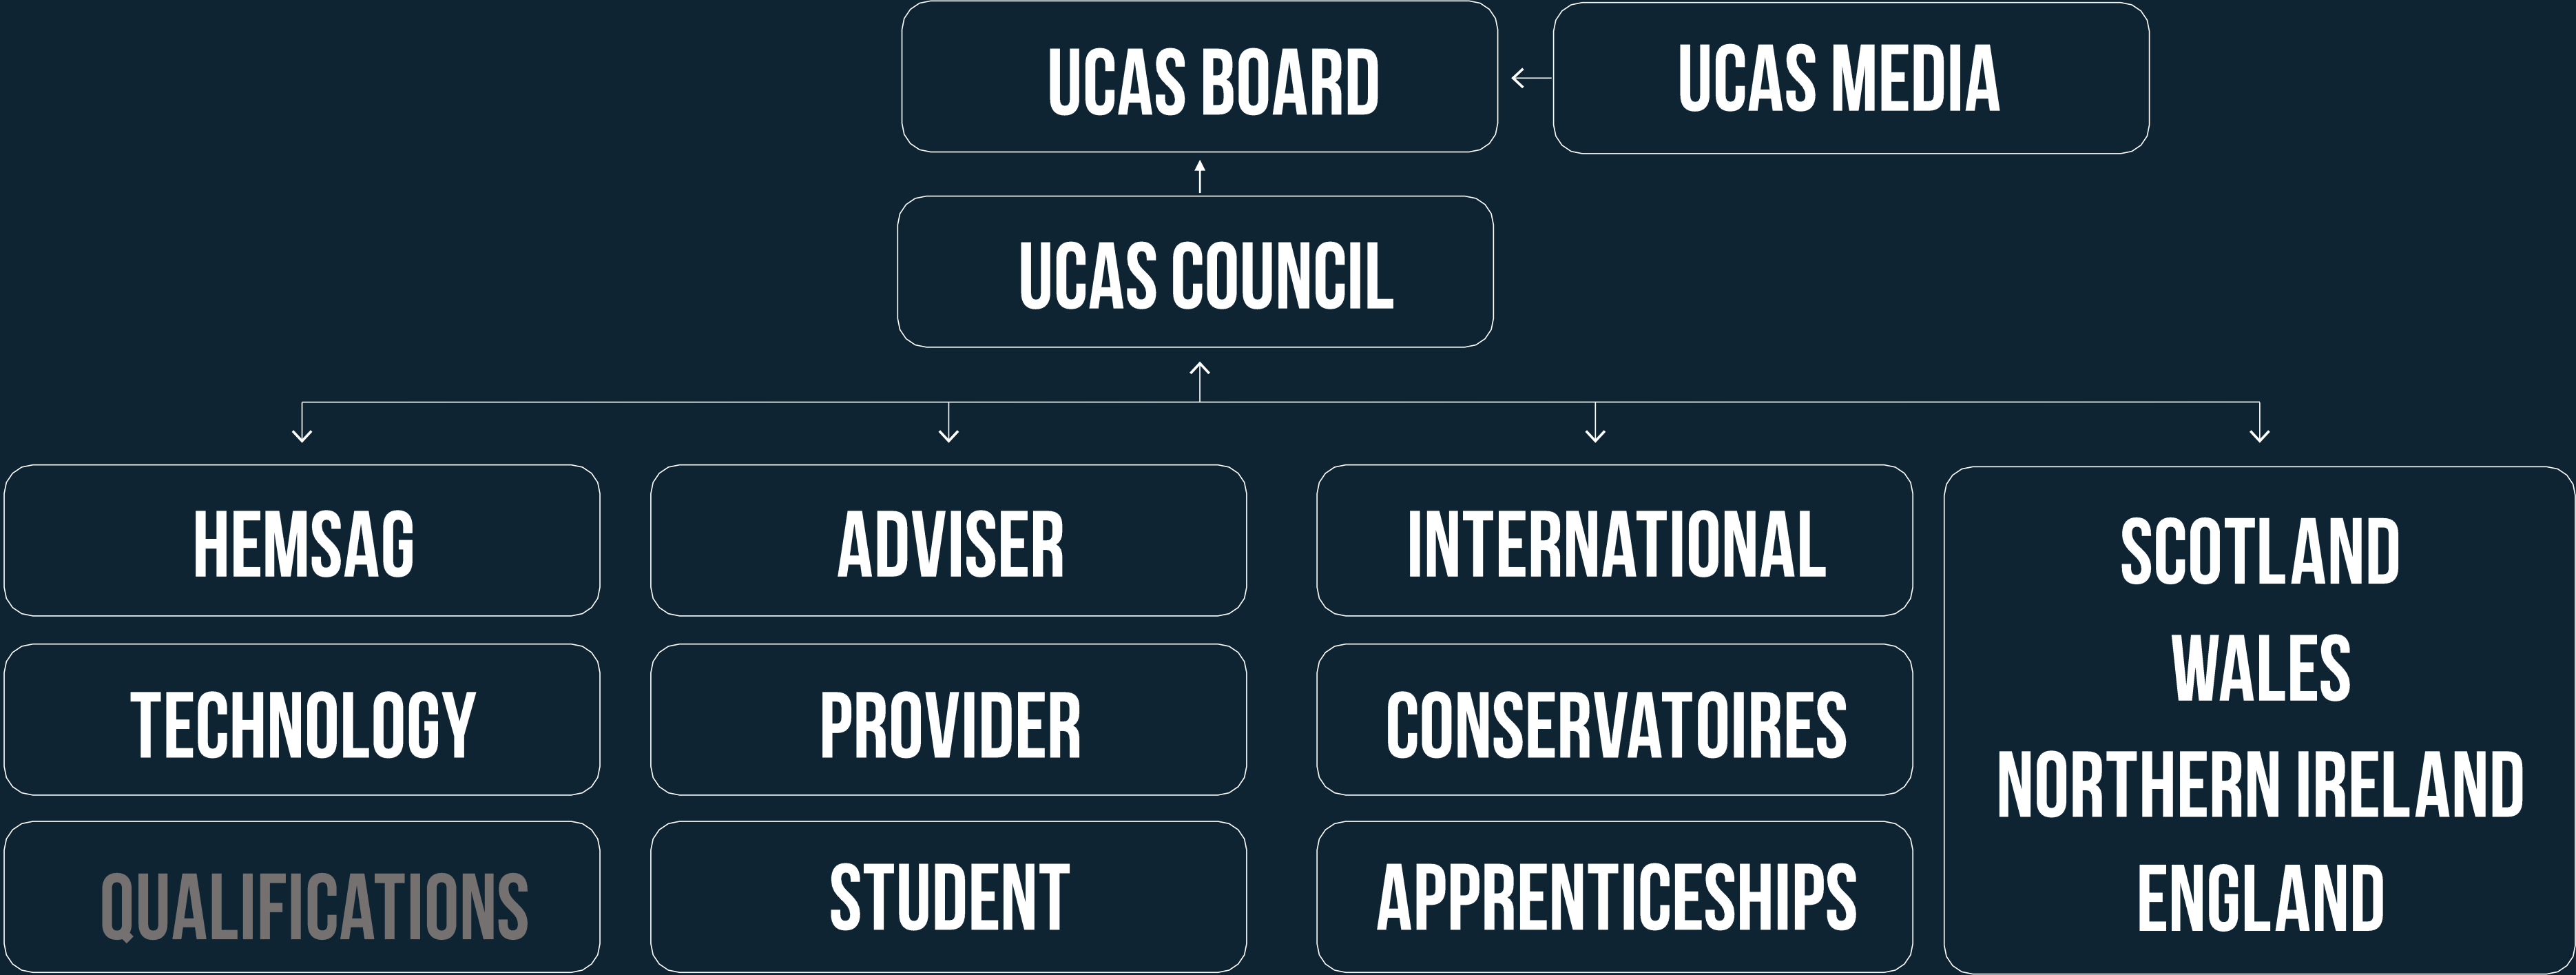 UCAS BOARD
UCAS MEDIA
UCAS COUNCIL
HEMSAG
ADVISER
INTERNATIONAL
SCOTLAND
WALES
NORTHERN IRELAND
ENGLAND
TECHNOLOGY
PROVIDER
CONSERVATOIRES
QUALIFICATIONS
STUDENT
APPRENTICESHIPS